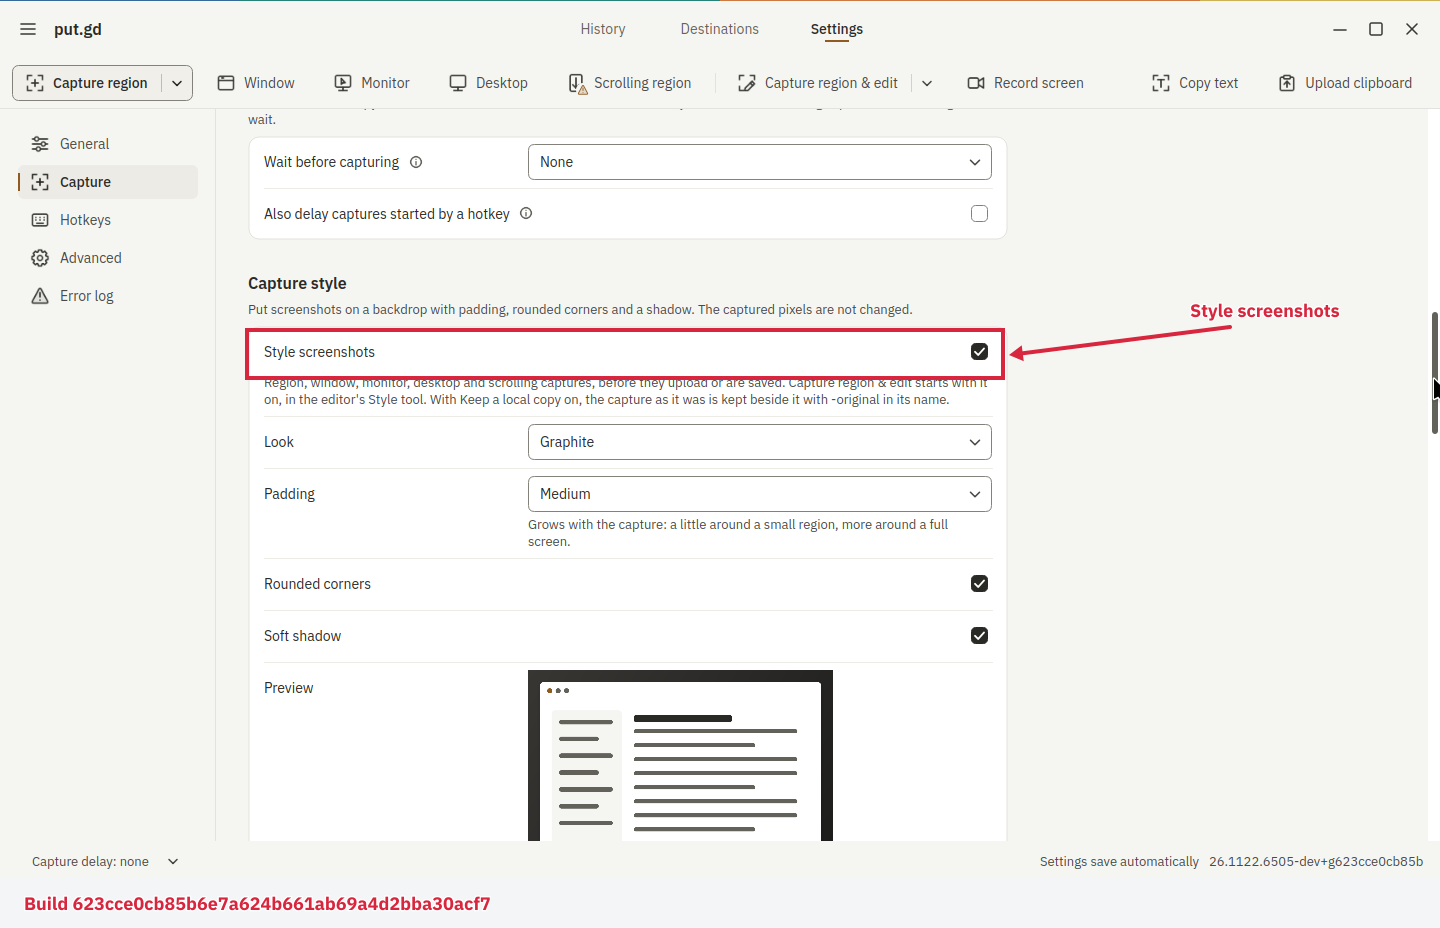 put.gd
History
Destinations
Settings
Capture region
Window
Monitor
Desktop
Scrolling region
Capture region & edit
Record screen
Copy text
Upload clipboard
General
Capture
Hotkeys
Advanced
Error log
wait.
Wait before capturing
None
Also delay captures started by a hotkey
Capture style
Put screenshots on a backdrop with padding, rounded corners and a shadow. The captured pixels are not changed.
Style screenshots
Style screenshots
Region, window, monitor, desktop and scrolling captures, before they upload or are saved. Capture region & edit starts with it
on, in the editor's Style tool. With Keep a local copy on, the capture as it was is kept beside it with -original in its name.
Look
Graphite
Padding
Medium
Grows with the capture: a little around a small region, more around a full
screen.
Rounded corners
Soft shadow
Preview
Capture delay: none
Settings save automatically
26.1122.6505-dev+g623cce0cb85b
Build 623cce0cb85b6e7a624b661ab69a4d2bba30acf7